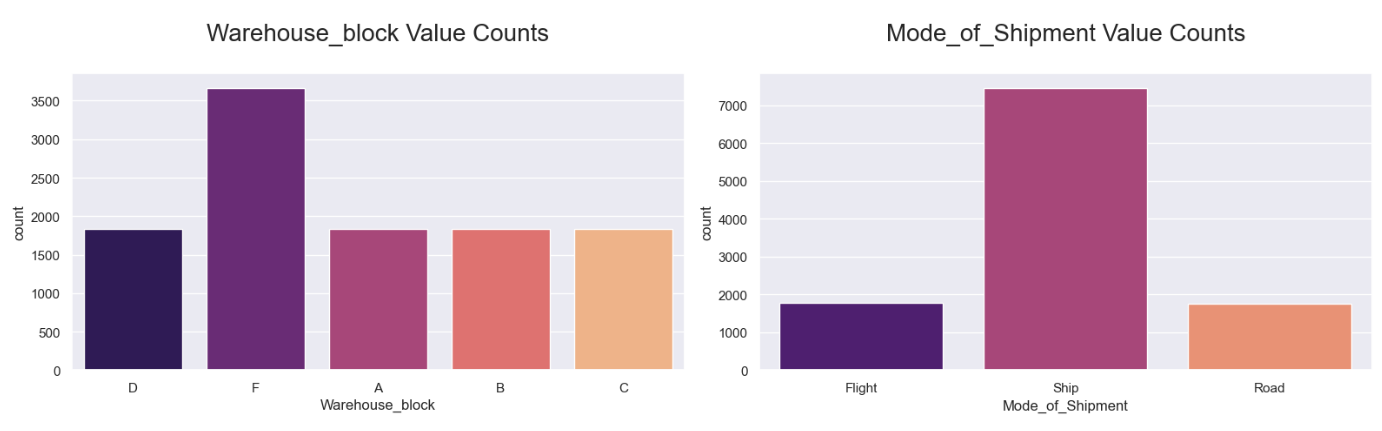 Warehouse_block Value Counts
3500
3000
2500
2000
1500
1000
500
0
count
D F A B C
Warehouse_block
Mode_of_Shipment Value Counts
7000
6000
5000
4000
3000
2000
1000
0
count
Flight Ship Road
Mode_of_Shipment